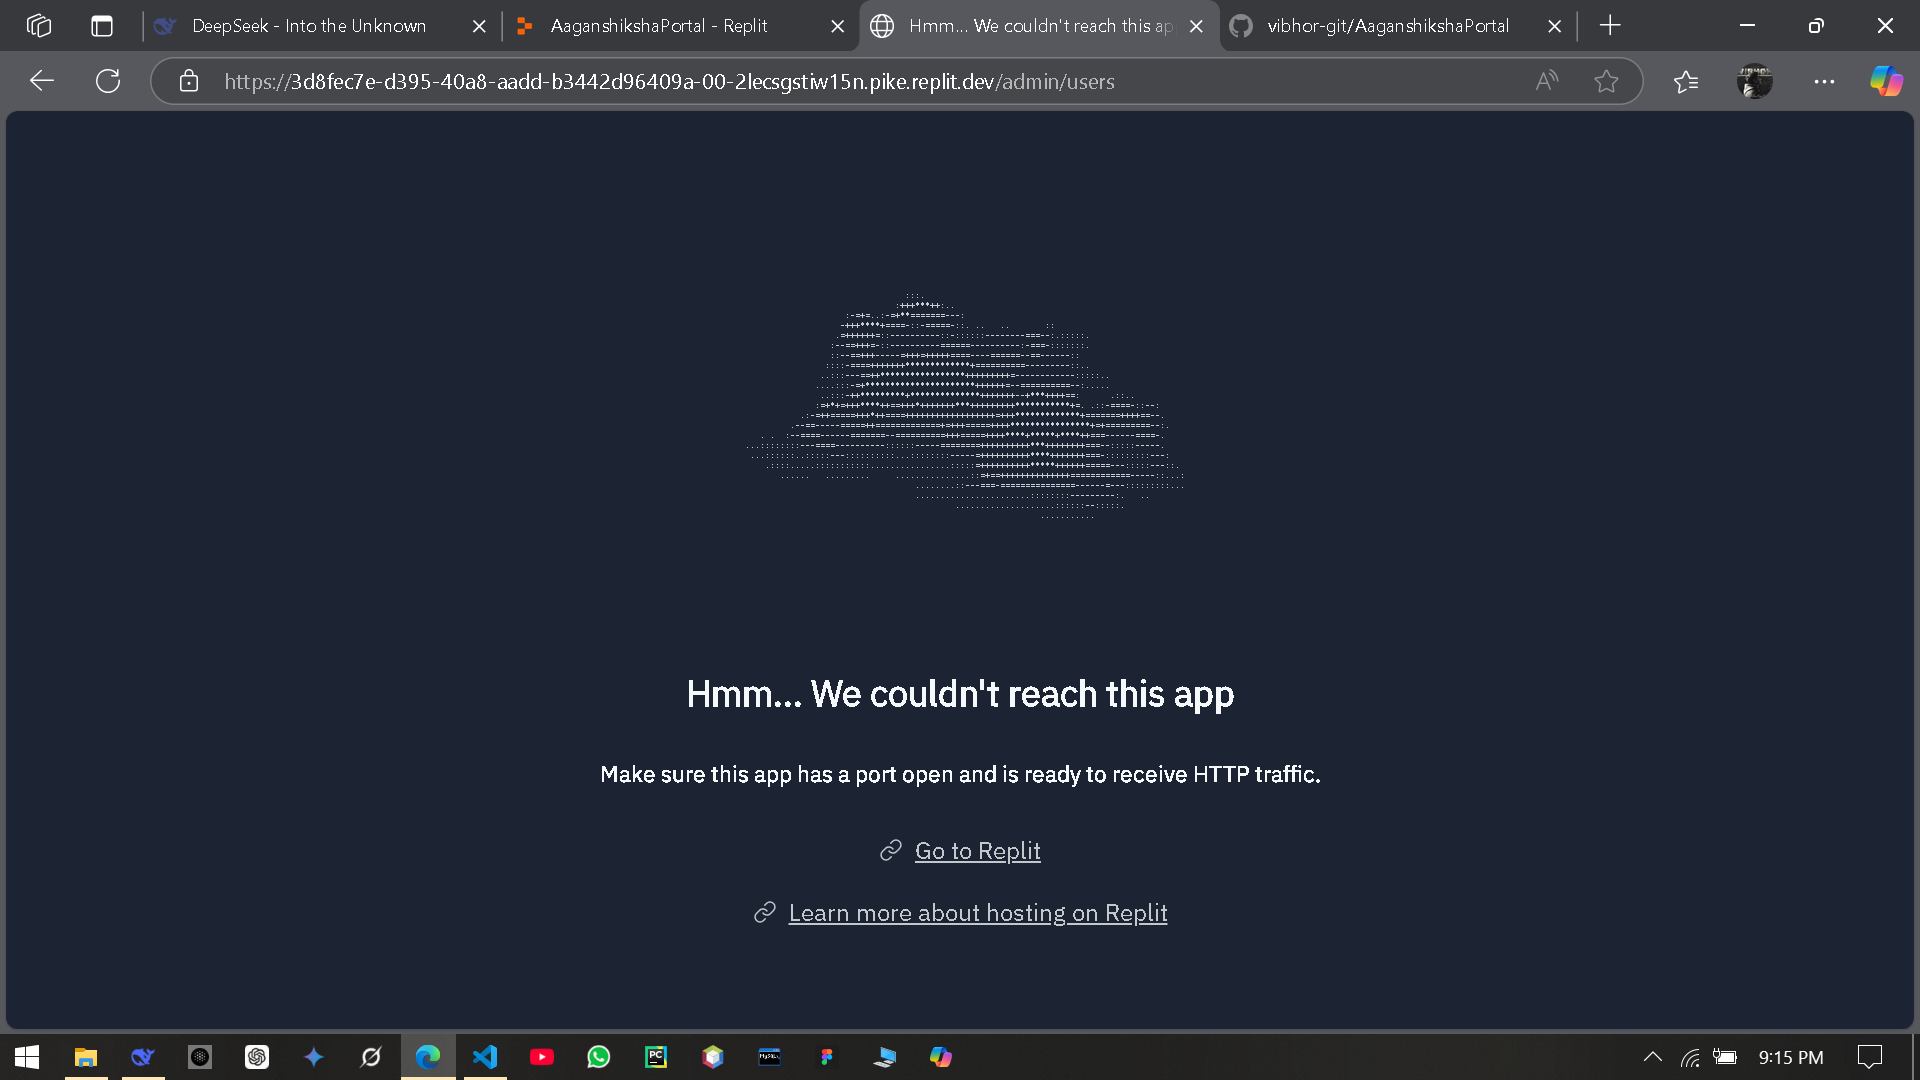 DeepSeek - Into the Unknown
AaganshikshaPortal - Replit
Hmm... We couldn't reach this ap
vibhor-git/AaganshikshaPortal
https://3d8fec7e-d395-40a8-aadd-b3442d96409a-00-2lecsgstiw15n.pike.replit.dev/admin/users
Hmm... We couldn't reach this app
Make sure this app has a port open and is ready to receive HTTP traffic.
Go to Replit
Learn more about hosting on Replit
PC
MySQL
9:15 PM